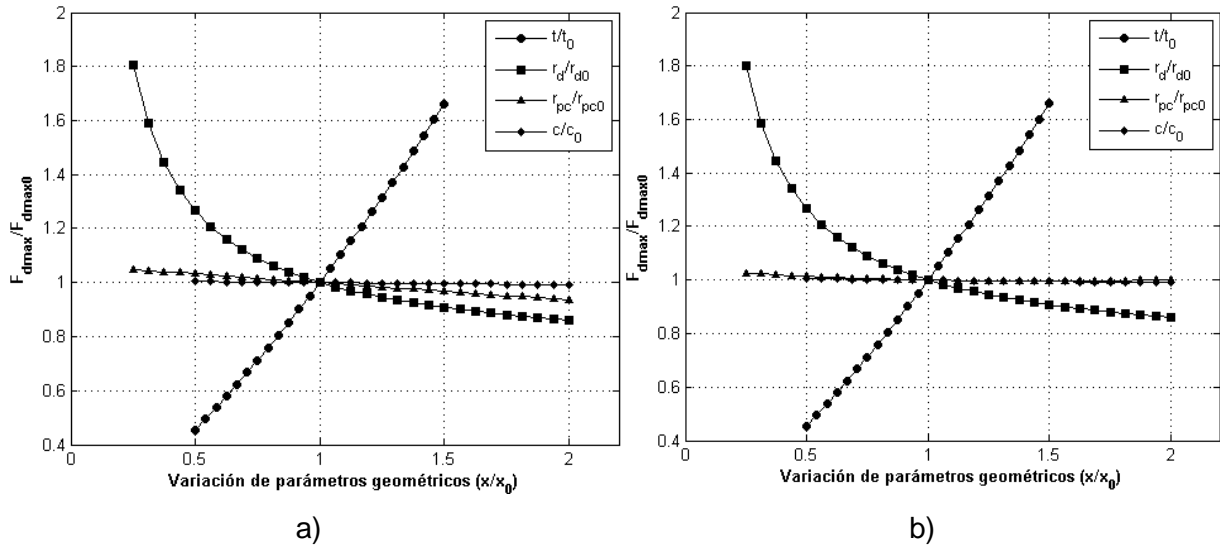 2
1.8
1.6
1.4
1.2
1
0.8
0.6
0.4
F_dmax/F_dmax0
0 0.5 1 1.5 2
Variación de parámetros geométricos (x/x_0)
t/t_0
r_d/r_d0
r_pc/r_pc0
c/c_0
a)
2
1.8
1.6
1.4
1.2
1
0.8
0.6
0.4
F_dmax/F_dmax0
0 0.5 1 1.5 2
Variación de parámetros geométricos (x/x_0)
t/t_0
r_d/r_d0
r_pc/r_pc0
c/c_0
b)